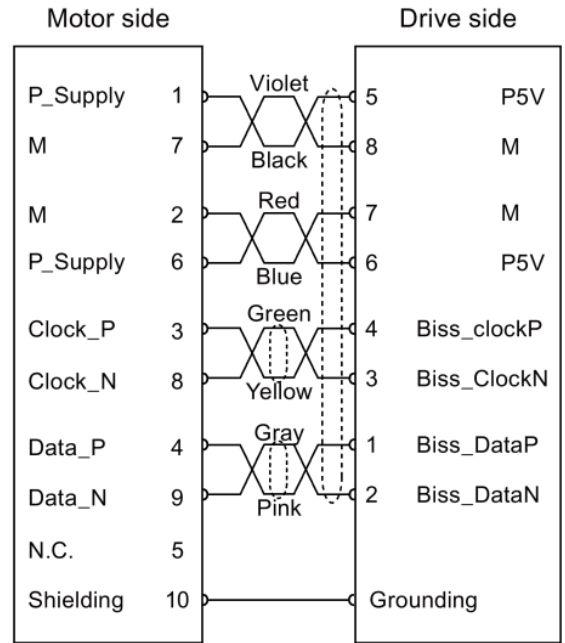 Motor side Drive side
Violet
P_Supply 1 5 P5V
M 7 8 M
Black
Red
M 2 7 M
P_Supply 6 6 P5V
Blue
Green
Clock_P 3 4 Biss_clockP
Clock_N 8 3 Biss_ClockN
Yellow
Gray
Data_P 4 1 Biss_DataP
Data_N 9 2 Biss_DataN
Pink
N.C. 5
Shielding 10 Grounding